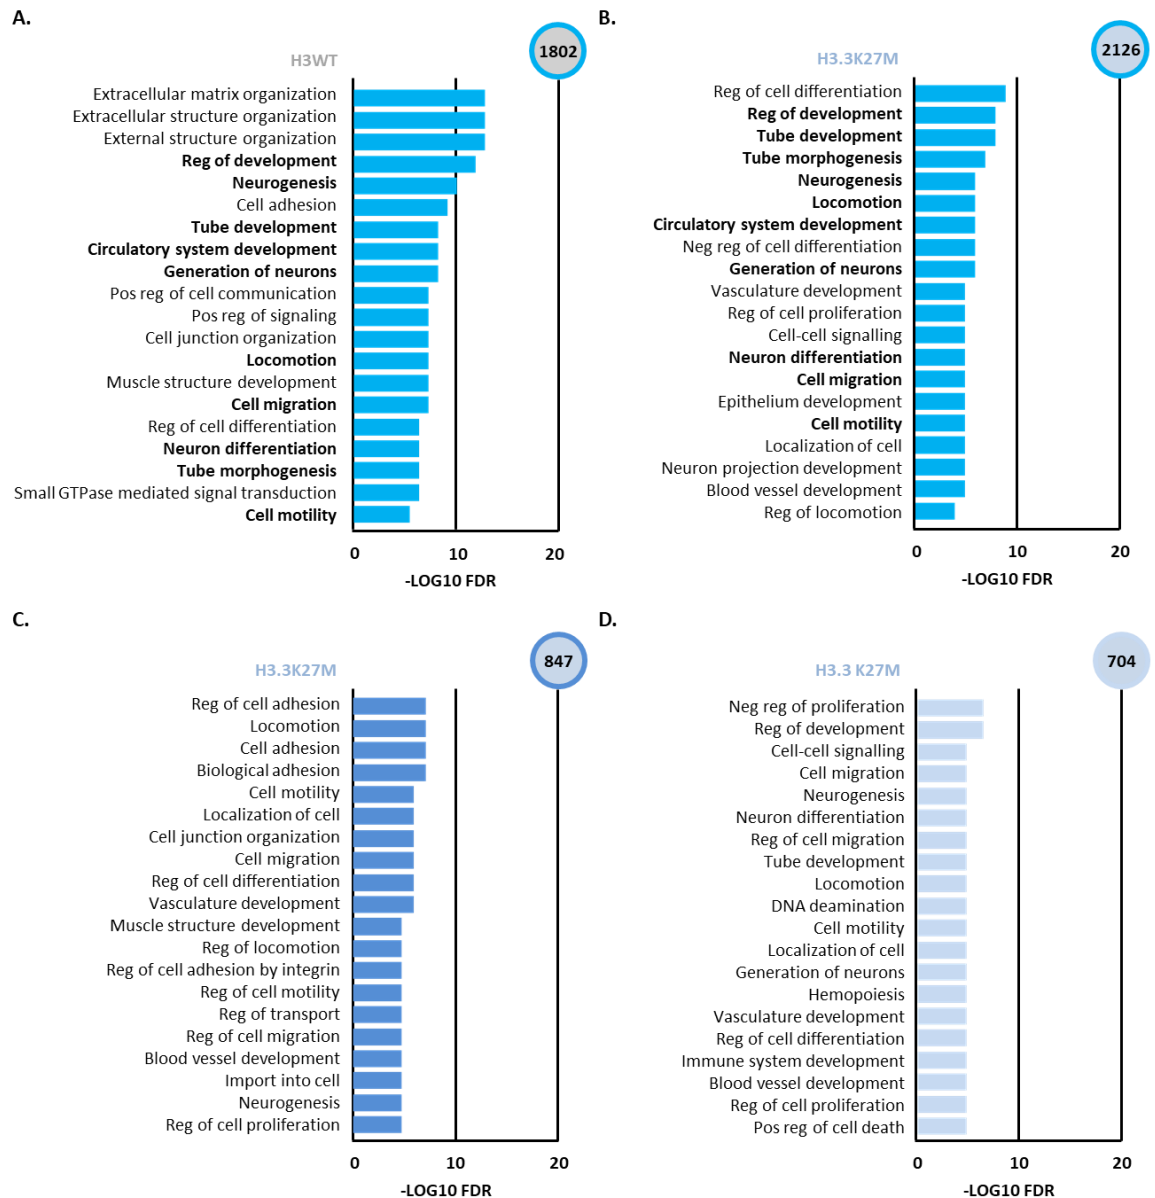 A.
H3WT
1802
Extracellular matrix organization
Extracellular structure organization
External structure organization
Reg of development
Neurogenesis
Cell adhesion
Tube development
Circulatory system development
Generation of neurons
Pos reg of cell communication
Pos reg of signaling
Cell junction organization
Locomotion
Muscle structure development
Cell migration
Reg of cell differentiation
Neuron differentiation
Tube morphogenesis
Small GTPase mediated signal transduction
Cell motility
0 10 20
-LOG10 FDR
B.
H3.3K27M
2126
Reg of cell differentiation
Reg of development
Tube development
Tube morphogenesis
Neurogenesis
Locomotion
Circulatory system development
Neg reg of cell differentiation
Generation of neurons
Vasculature development
Reg of cell proliferation
Cell-cell signalling
Neuron differentiation
Cell migration
Epithelium development
Cell motility
Localization of cell
Neuron projection development
Blood vessel development
Reg of locomotion
0 10 20
-LOG10 FDR
C.
H3.3K27M
847
Reg of cell adhesion
Locomotion
Cell adhesion
Biological adhesion
Cell motility
Localization of cell
Cell junction organization
Cell migration
Reg of cell differentiation
Vasculature development
Muscle structure development
Reg of locomotion
Reg of cell adhesion by integrin
Reg of cell motility
Reg of transport
Reg of cell migration
Blood vessel development
Import into cell
Neurogenesis
Reg of cell proliferation
0 10 20
-LOG10 FDR
D.
H3.3 K27M
704
Neg reg of proliferation
Reg of development
Cell-cell signalling
Cell migration
Neurogenesis
Neuron differentiation
Reg of cell migration
Tube development
Locomotion
DNA deamination
Cell motility
Localization of cell
Generation of neurons
Hemopoiesis
Vasculature development
Reg of cell differentiation
Immune system development
Blood vessel development
Reg of cell proliferation
Pos reg of cell death
0 10 20
-LOG10 FDR